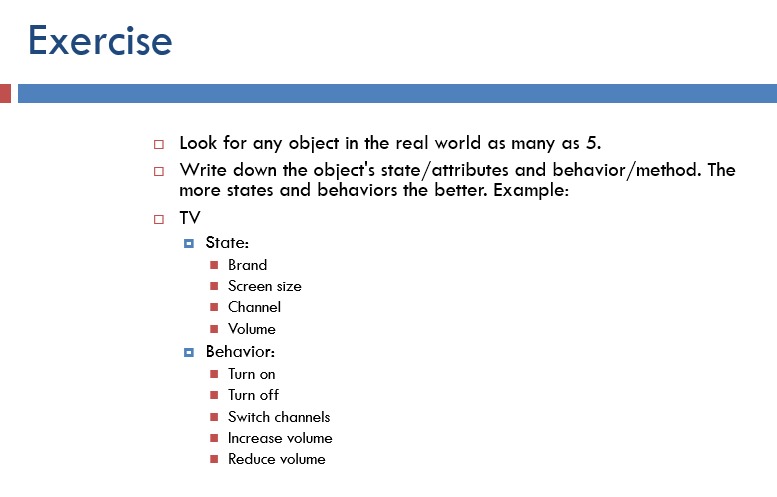 Exercise
Look for any object in the real world as many as 5.
Write down the object's state/attributes and behavior/method. The
more states and behaviors the better. Example:
TV
State:
Brand
Screen size
Channel
Volume
Behavior:
Turn on
Turn off
Switch channels
Increase volume
Reduce volume